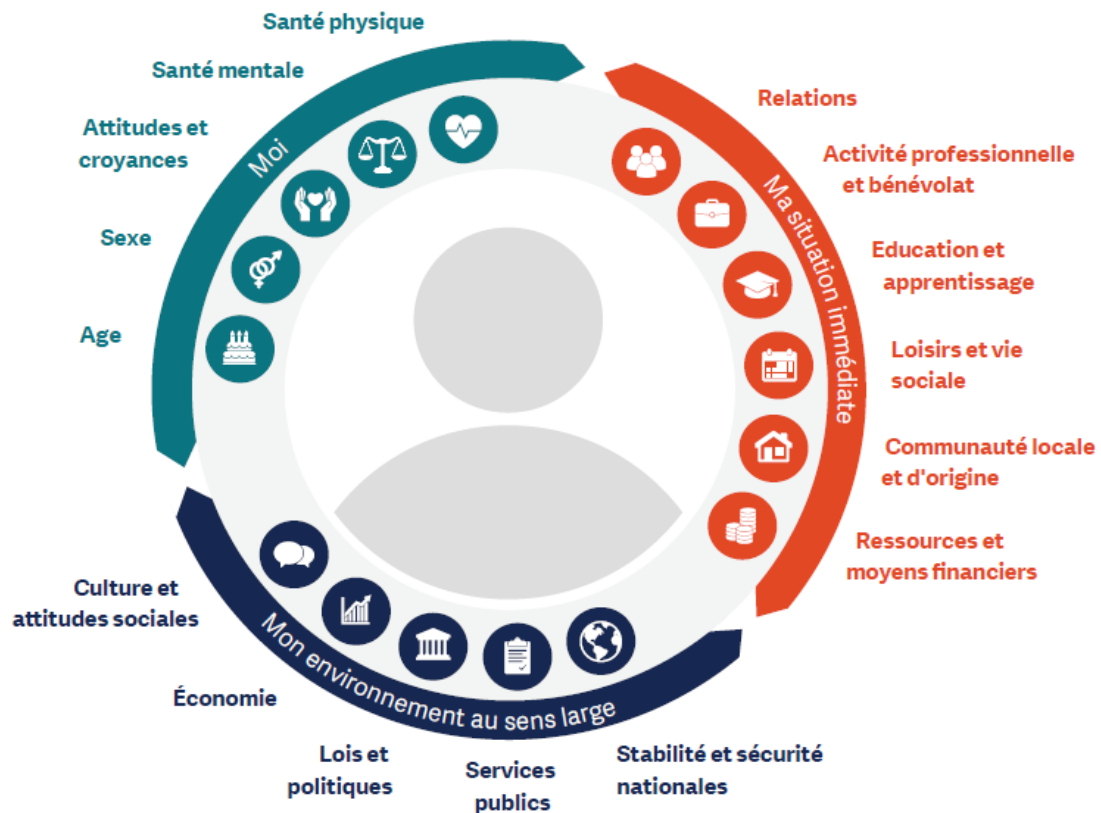 Santé physique
Santé mentale
Attitudes et
croyances
Sexe
Age
Moi
Relations
Activité professionnelle
et bénévolat
Education et
apprentissage
Loisirs et vie
sociale
Communauté locale
et d'origine
Ressources et
moyens financiers
Ma situation immédiate
Culture et
attitudes sociales
Économie
Lois et
politiques
Services
publics
Stabilité et sécurité
nationales
Mon environnement au sens large